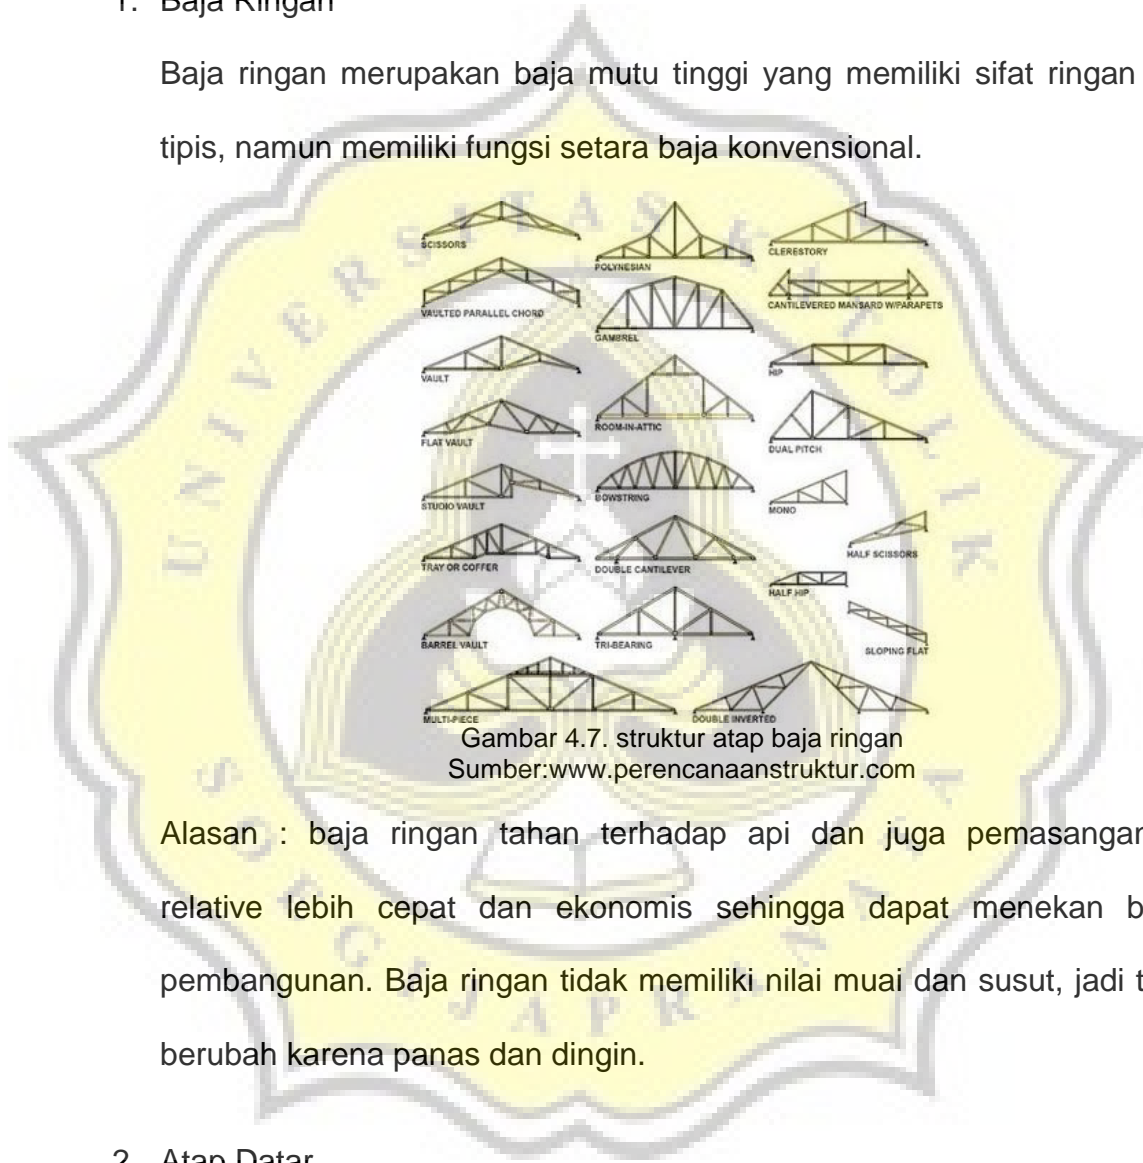 1. Baja Ringan
Baja ringan merupakan baja mutu tinggi yang memiliki sifat ringan
tipis, namun memiliki fungsi setara baja konvensional.
SCISSORS
POLYNESIAN
CLERESTORY
VAULTED PARALLEL CHORD
GAMBREL
CANTILEVERED MANSARD W/PARAPETS
VAULT
ROOM-IN-ATTIC
HIP
FLAT VAULT
BOWSTRING
DUAL PITCH
STUDIO VAULT
MONO
TRAY OR COFFER
DOUBLE CANTILEVER
HALF SCISSORS
HALF HIP
BARREL VAULT
TRI-BEARING
SLOPING FLAT
MULTI-PIECE
DOUBLE INVERTED
Gambar 4.7. struktur atap baja ringan
Sumber:www.perencanaanstruktur.com
Alasan : baja ringan tahan terhadap api dan juga pemasangan
relative lebih cepat dan ekonomis sehingga dapat menekan b
pembangunan. Baja ringan tidak memiliki nilai muai dan susut, jadi t
berubah karena panas dan dingin.
2. Atap Datar
UNIVERSITAS KATOLIK
SOEGIJAPRANATA